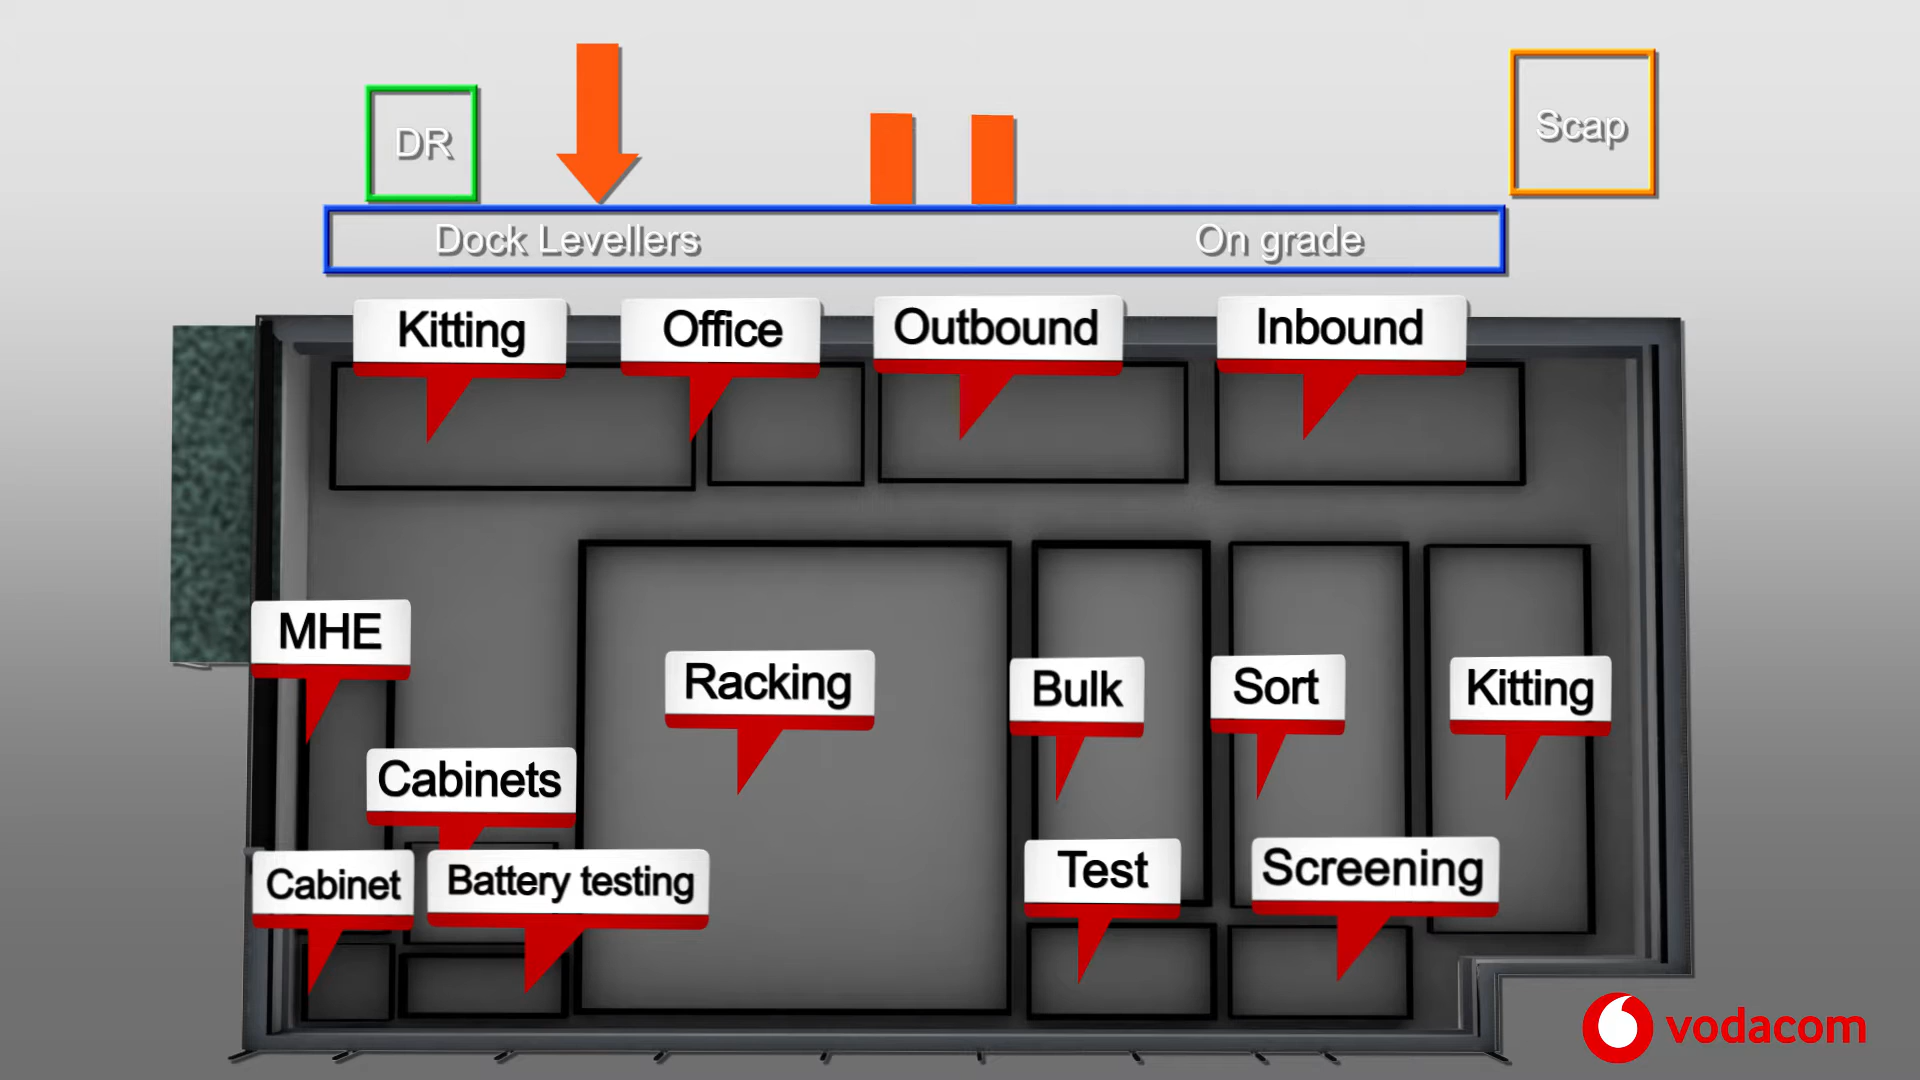 DR
Scap
Dock Levellers
On grade
Kitting
Office
Outbound
Inbound
MHE
Racking
Bulk
Sort
Kitting
Cabinets
Cabinet
Battery testing
Test
Screening
vodacom